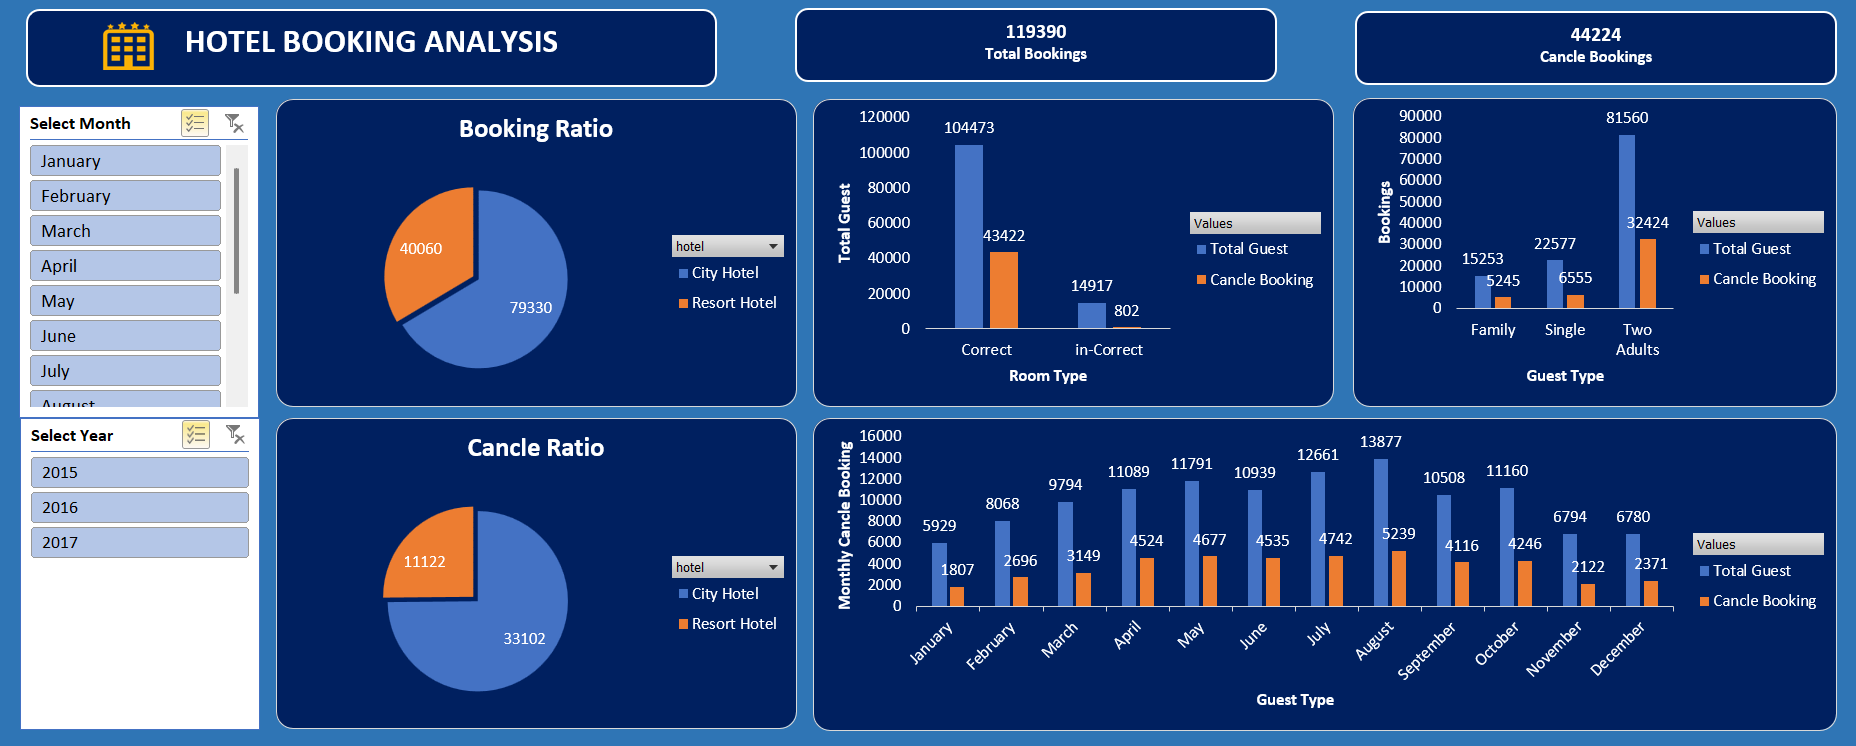 HOTEL BOOKING ANALYSIS
119390
Total Bookings
44224
Cancle Bookings
Select Month
January
February
March
April
May
June
July
August
Select Year
2015
2016
2017
Booking Ratio
40060
79330
hotel
City Hotel
Resort Hotel
Total Guest
120000
100000
80000
60000
40000
20000
0
104473
43422
14917
802
Correct
in-Correct
Room Type
Values
Total Guest
Cancle Booking
Bookings
90000
80000
70000
60000
50000
40000
30000
20000
10000
0
15253
5245
22577
6555
81560
32424
Family
Single
Two
Adults
Guest Type
Values
Total Guest
Cancle Booking
Cancle Ratio
11122
33102
hotel
City Hotel
Resort Hotel
Monthly Cancle Booking
16000
14000
12000
10000
8000
6000
4000
2000
0
5929
1807
8068
2696
9794
3149
11089
4524
11791
4677
10939
4535
12661
4742
13877
5239
10508
4116
11160
4246
6794
2122
6780
2371
January
February
March
April
May
June
July
August
September
October
November
December
Guest Type
Values
Total Guest
Cancle Booking